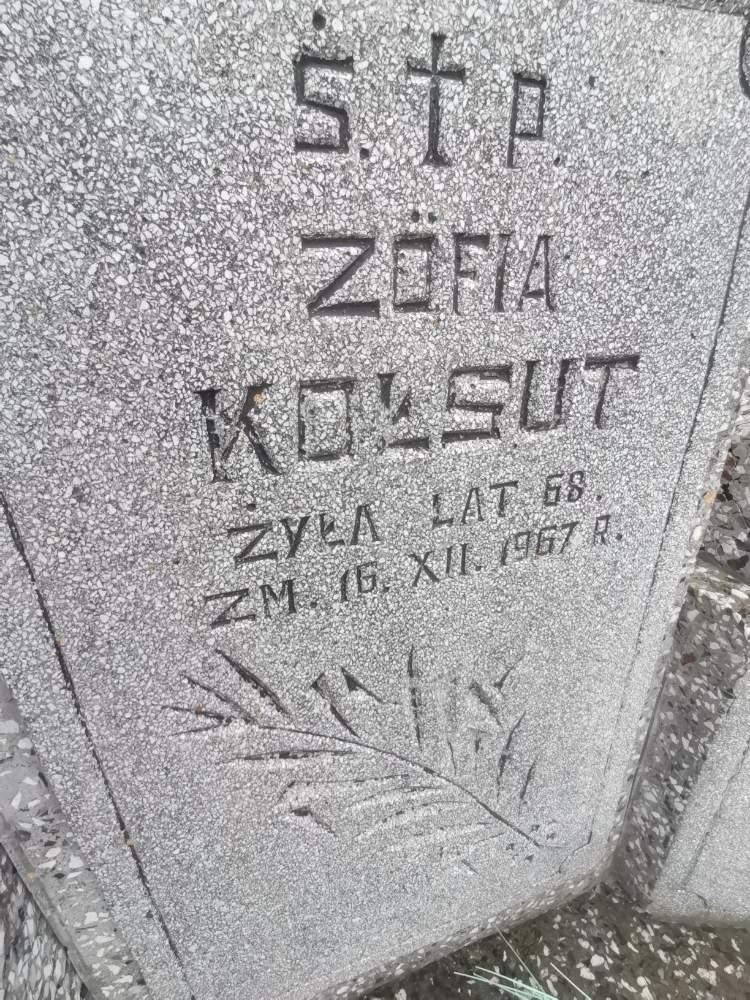 Ś. † P.
ZÖFIA
KOŁSUT
ŻYŁA LAT 68.
ZM. 16. XII. 1967 R.